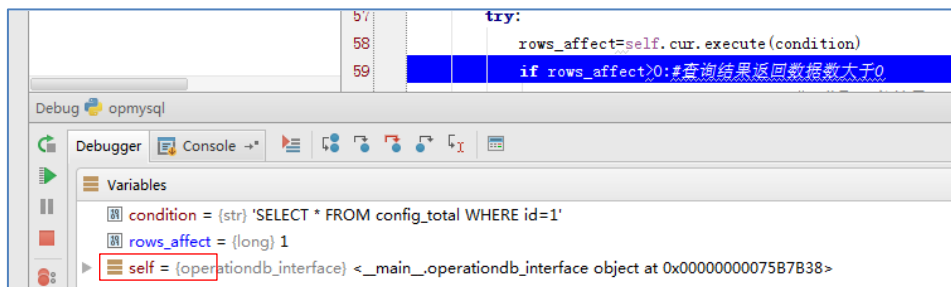 57 try:
58 rows_affect=self.cur.execute(condition)
59 if rows_affect>0:#查询结果返回数据数大于0
Debug opmysql
Debugger Console
Variables
condition = {str} 'SELECT * FROM config_total WHERE id=1'
rows_affect = {long} 1
self = {operationdb_interface} <__main__.operationdb_interface object at 0x00000000075B7B38>